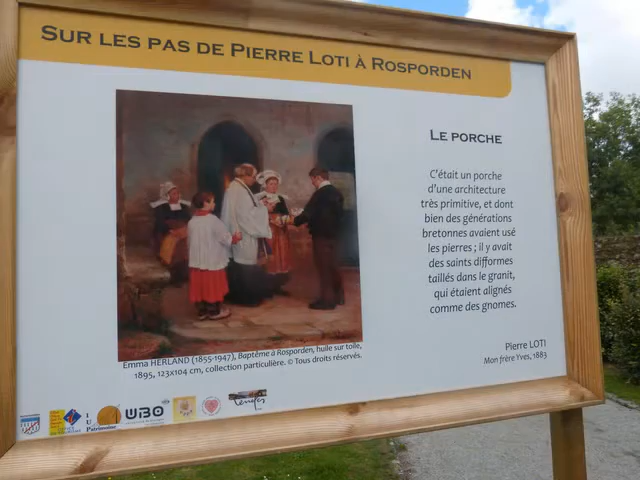 SUR LES PAS DE PIERRE LOTI À ROSPORDEN
LE PORCHE
C'était un porche
d'une architecture
très primitive, et dont
bien des générations
bretonnes avaient usé
les pierres ; il y avait
des saints difformes
taillés dans le granit,
qui étaient alignés
comme des gnomes.
Pierre LOTI
Mon frère Yves, 1883
Emma HERLAND (1855-1947), Baptême à Rosporden, huile sur toile,
1895, 123x104 cm, collection particulière. © Tous droits réservés.
I U P
Patrimoine
UBO